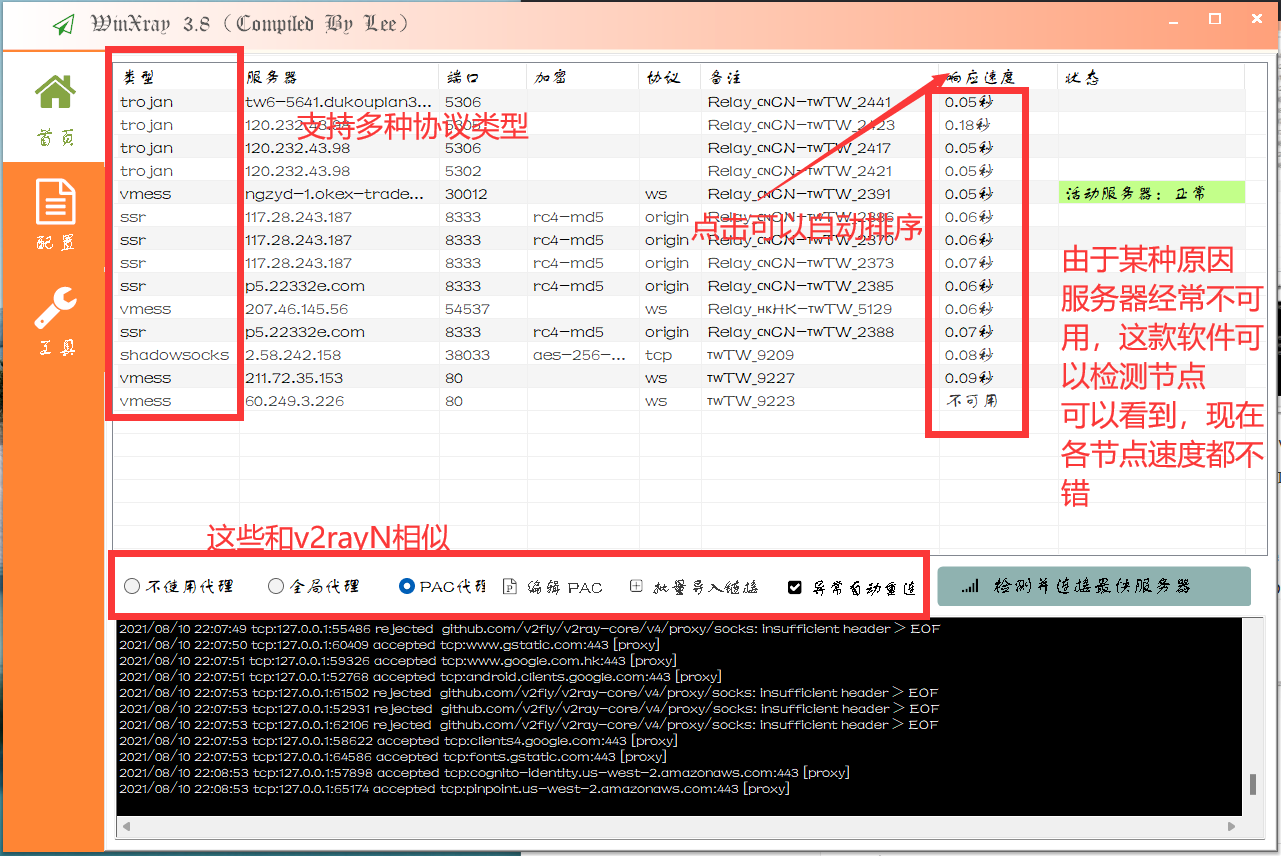 WinXray 3.8（Compiled By Lee）
首页
配置
工具
类型 服务器 端口 加密 协议 备注 响应速度 状态
trojan tw6-5641.dukouplan3... 5306 Relay_CNCN-TWTW_2441 0.05秒
trojan 120.232.43.98 5305 Relay_CNCN-TWTW_2423 0.18秒
trojan 120.232.43.98 5306 Relay_CNCN-TWTW_2417 0.05秒
trojan 120.232.43.98 5302 Relay_CNCN-TWTW_2421 0.05秒
vmess ngzyd-1.okex-trade... 30012 ws Relay_CNCN-TWTW_2391 0.05秒 活动服务器：正常
ssr 117.28.243.187 8333 rc4-md5 origin Relay_CNCN-TWTW_2386 0.06秒
ssr 117.28.243.187 8333 rc4-md5 origin Relay_CNCN-TWTW_2370 0.06秒
ssr 117.28.243.187 8333 rc4-md5 origin Relay_CNCN-TWTW_2373 0.07秒
ssr p5.22332e.com 8333 rc4-md5 origin Relay_CNCN-TWTW_2385 0.06秒
vmess 207.46.145.56 54537 ws Relay_HKHK-TWTW_5129 0.06秒
ssr p5.22332e.com 8333 rc4-md5 origin Relay_CNCN-TWTW_2388 0.07秒
shadowsocks 2.58.242.158 38033 aes-256-... tcp TWTW_9209 0.08秒
vmess 211.72.35.153 80 ws TWTW_9227 0.09秒
vmess 60.249.3.226 80 ws TWTW_9223 不可用
支持多种协议类型
点击可以自动排序
由于某种原因
服务器经常不可
用，这款软件可
以检测节点
可以看到，现在
各节点速度都不
错
这些和v2rayN相似
不使用代理 全局代理 PAC代理 编辑 PAC 批量导入链接 异常自动重连 检测并连接最快服务器
2021/08/10 22:07:49 tcp:127.0.0.1:55486 rejected github.com/v2fly/v2ray-core/v4/proxy/socks: insufficient header > EOF
2021/08/10 22:07:50 tcp:127.0.0.1:60409 accepted tcp:www.gstatic.com:443 [proxy]
2021/08/10 22:07:51 tcp:127.0.0.1:59326 accepted tcp:www.google.com.hk:443 [proxy]
2021/08/10 22:07:51 tcp:127.0.0.1:52768 accepted tcp:android.clients.google.com:443 [proxy]
2021/08/10 22:07:53 tcp:127.0.0.1:61502 rejected github.com/v2fly/v2ray-core/v4/proxy/socks: insufficient header > EOF
2021/08/10 22:07:53 tcp:127.0.0.1:52931 rejected github.com/v2fly/v2ray-core/v4/proxy/socks: insufficient header > EOF
2021/08/10 22:07:53 tcp:127.0.0.1:62106 rejected github.com/v2fly/v2ray-core/v4/proxy/socks: insufficient header > EOF
2021/08/10 22:07:53 tcp:127.0.0.1:58622 accepted tcp:clients4.google.com:443 [proxy]
2021/08/10 22:07:53 tcp:127.0.0.1:64586 accepted tcp:fonts.gstatic.com:443 [proxy]
2021/08/10 22:08:53 tcp:127.0.0.1:57898 accepted tcp:cognito-identity.us-west-2.amazonaws.com:443 [proxy]
2021/08/10 22:08:53 tcp:127.0.0.1:65174 accepted tcp:pinpoint.us-west-2.amazonaws.com:443 [proxy]